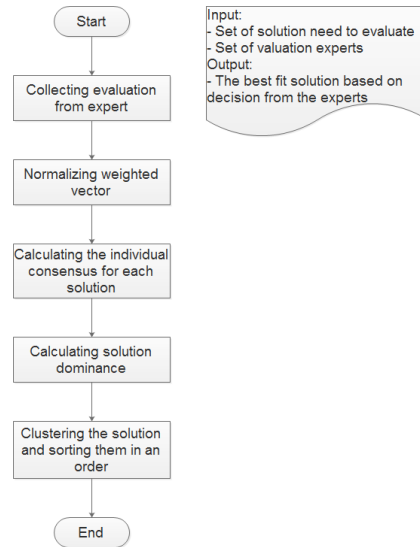 Start
Collecting evaluation
from expert
Normalizing weighted
vector
Calculating the individual
consensus for each
solution
Calculating solution
dominance
Clustering the solution
and sorting them in an
order
End
Input:
- Set of solution need to evaluate
- Set of valuation experts
Output:
- The best fit solution based on
decision from the experts